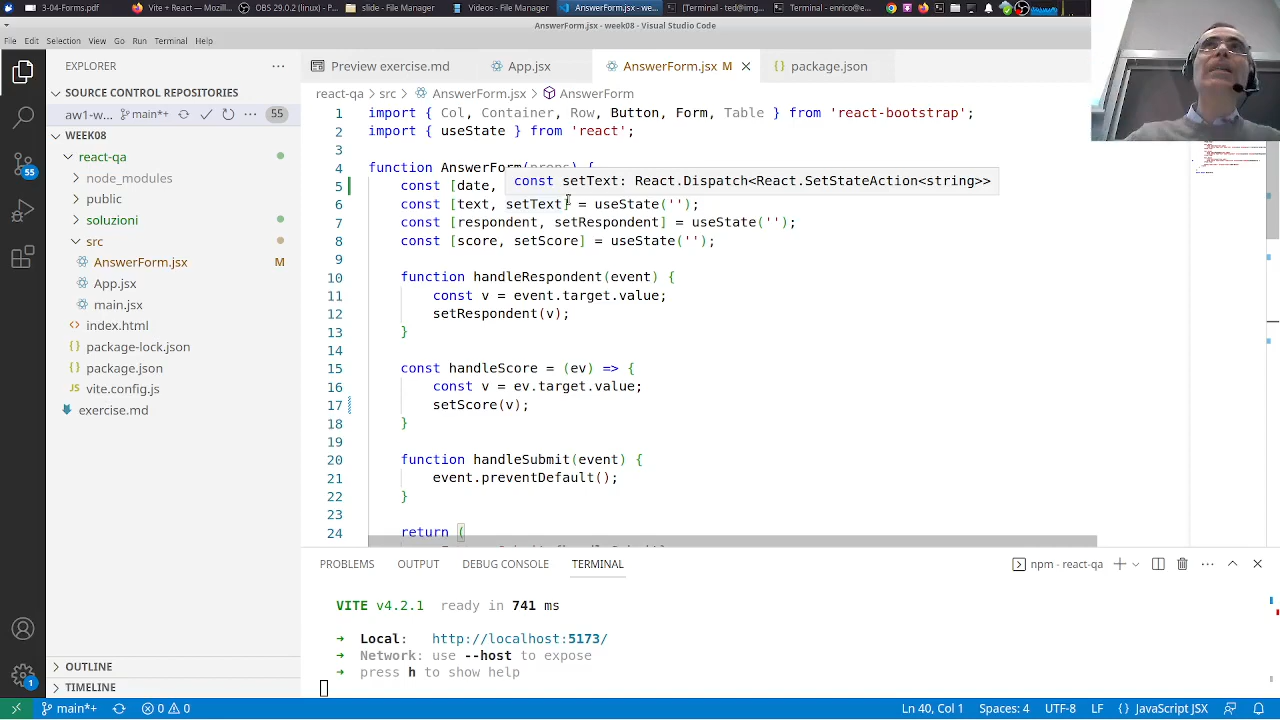 3-04-Forms.pdf
Vite + React — Mozill...
OBS 29.0.2 (linux) - Pr...
slide - File Manager
Videos - File Manager
AnswerForm.jsx - we...
[Terminal - ted@img...
Terminal - enrico@e...
AnswerForm.jsx - week08 - Visual Studio Code
File Edit Selection View Go Run Terminal Help
EXPLORER
Preview exercise.md
App.jsx
AnswerForm.jsx M
package.json
SOURCE CONTROL REPOSITORIES
aw1-w... main*+ 55
WEEK08
react-qa
node_modules
public
soluzioni
src
AnswerForm.jsx M
App.jsx
main.jsx
index.html
package-lock.json
package.json
vite.config.js
exercise.md
OUTLINE
TIMELINE
55
1
react-qa > src > AnswerForm.jsx > AnswerForm
1 import { Col, Container, Row, Button, Form, Table } from 'react-bootstrap';
2 import { useState } from 'react';
3
4 function AnswerFo
const setText: React.Dispatch<React.SetStateAction<string>>
5 const [date,
6 const [text, setText] = useState('');
7 const [respondent, setRespondent] = useState('');
8 const [score, setScore] = useState('');
9
10 function handleRespondent(event) {
11 const v = event.target.value;
12 setRespondent(v);
13 }
14
15 const handleScore = (ev) => {
16 const v = ev.target.value;
17 setScore(v);
18 }
19
20 function handleSubmit(event) {
21 event.preventDefault();
22 }
23
24 return (
PROBLEMS OUTPUT DEBUG CONSOLE TERMINAL
npm - react-qa
VITE v4.2.1 ready in 741 ms
➜ Local: http://localhost:5173/
➜ Network: use --host to expose
➜ press h to show help
main*+ 0 0
Ln 40, Col 1 Spaces: 4 UTF-8 LF {} JavaScript JSX